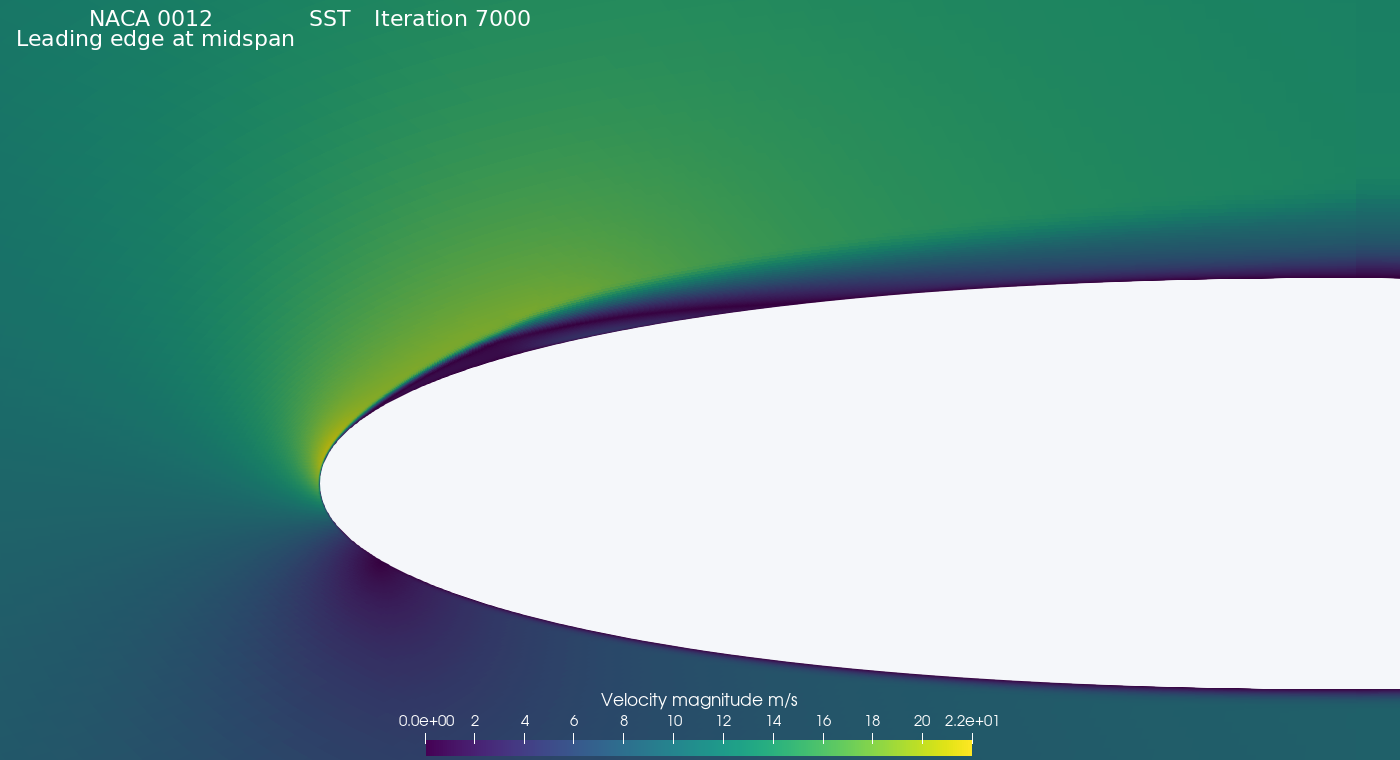 NACA 0012 SST Iteration 7000
Leading edge at midspan
Velocity magnitude m/s
0.0e+00 2 4 6 8 10 12 14 16 18 20 2.2e+01